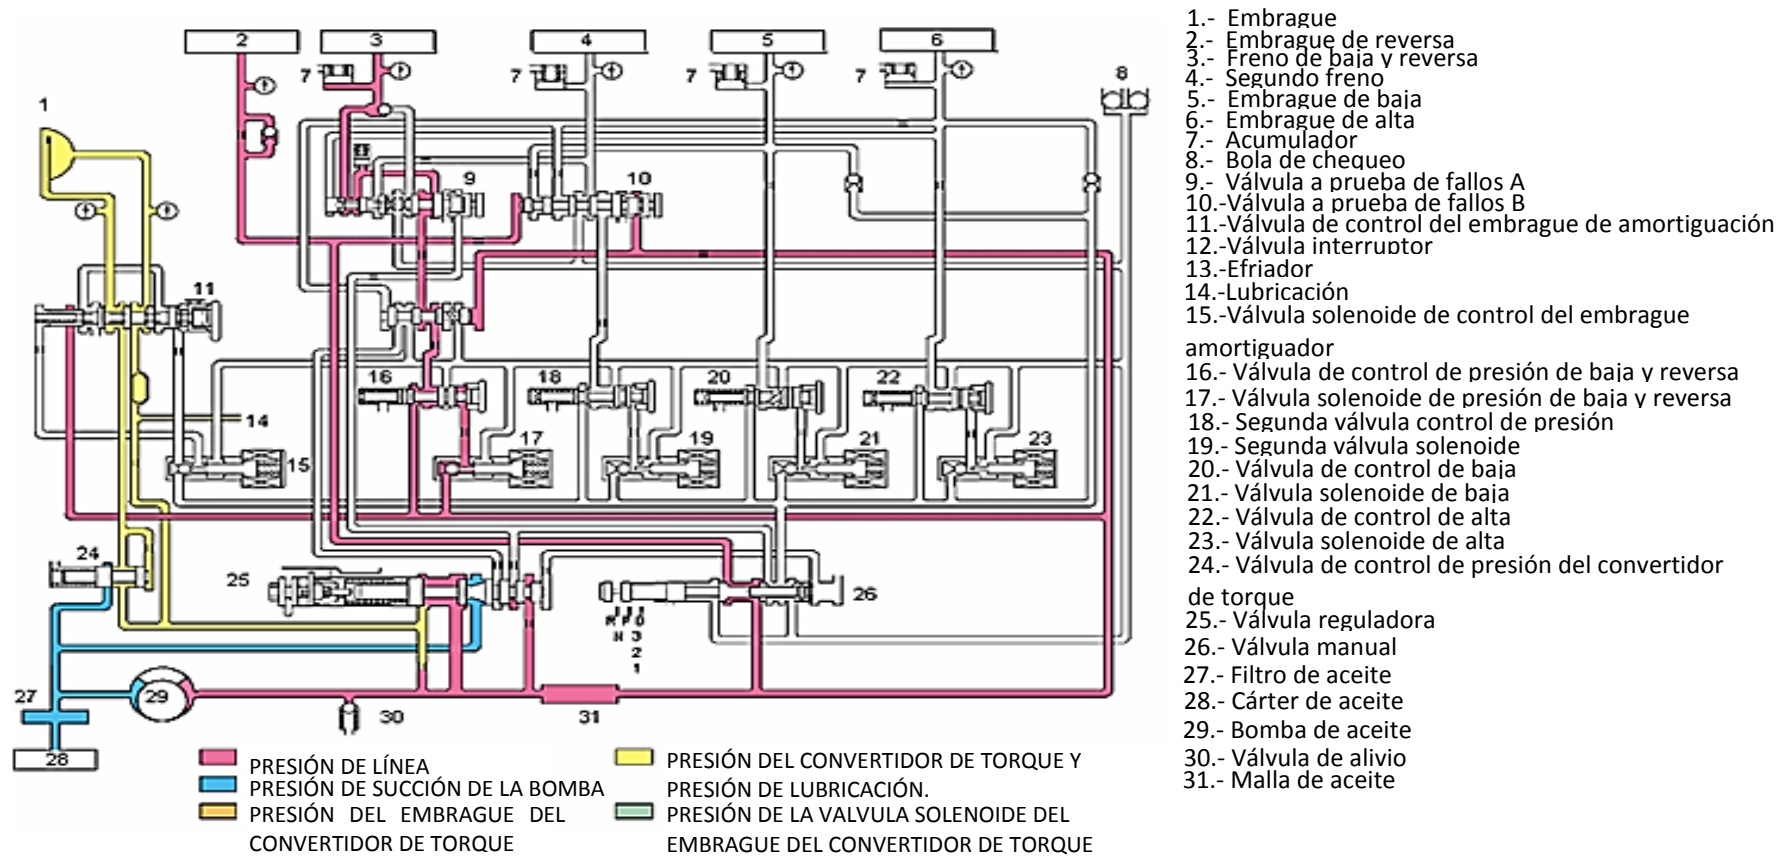 2
3
4
5
6
7
7
7
7
8
1
9
10
11
16
18
20
22
14
17
19
21
23
15
24
25
26
R P D
N 3
2
1
27
29
30
31
28
PRESIÓN DE LÍNEA
PRESIÓN DE SUCCIÓN DE LA BOMBA
PRESIÓN DEL EMBRAGUE DEL
CONVERTIDOR DE TORQUE
PRESIÓN DEL CONVERTIDOR DE TORQUE Y
PRESIÓN DE LUBRICACIÓN.
PRESIÓN DE LA VALVULA SOLENOIDE DEL
EMBRAGUE DEL CONVERTIDOR DE TORQUE
1.- Embrague
2.- Embrague de reversa
3.- Freno de baja y reversa
4.- Segundo freno
5.- Embrague de baja
6.- Embrague de alta
7.- Acumulador
8.- Bola de chequeo
9.- Válvula a prueba de fallos A
10.-Válvula a prueba de fallos B
11.-Válvula de control del embrague de amortiguación
12.-Válvula interruptor
13.-Efriador
14.-Lubricación
15.-Válvula solenoide de control del embrague
amortiguador
16.- Válvula de control de presión de baja y reversa
17.- Válvula solenoide de presión de baja y reversa
18.- Segunda válvula control de presión
19.- Segunda válvula solenoide
20.- Válvula de control de baja
21.- Válvula solenoide de baja
22.- Válvula de control de alta
23.- Válvula solenoide de alta
24.- Válvula de control de presión del convertidor
de torque
25.- Válvula reguladora
26.- Válvula manual
27.- Filtro de aceite
28.- Cárter de aceite
29.- Bomba de aceite
30.- Válvula de alivio
31.- Malla de aceite